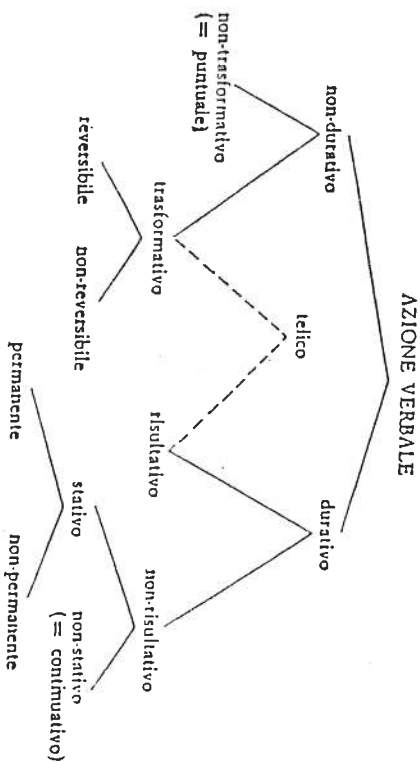 AZIONE VERBALE
non-durativo
durativo
telico
non-trasformativo
(= puntuale)
trasformativo
risultativo
non-risultativo
reversibile
non-reversibile
stativo
non-stativo
(= continuativo)
permanente
non-permanente